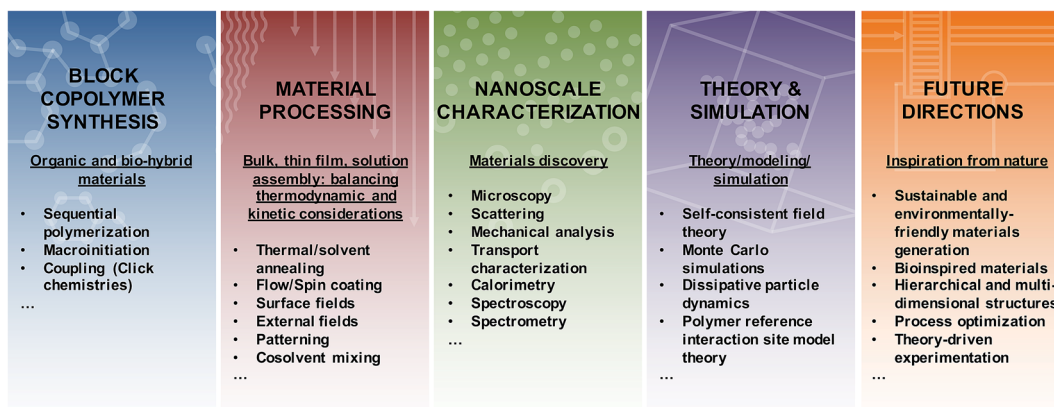 BLOCK
COPOLYMER
SYNTHESIS
Organic and bio-hybrid
materials
• Sequential
polymerization
• Macroinitiation
• Coupling (Click
chemistries)
…
MATERIAL
PROCESSING
Bulk, thin film, solution
assembly: balancing
thermodynamic and
kinetic considerations
• Thermal/solvent
annealing
• Flow/Spin coating
• Surface fields
• External fields
• Patterning
• Cosolvent mixing
…
NANOSCALE
CHARACTERIZATION
Materials discovery
• Microscopy
• Scattering
• Mechanical analysis
• Transport
characterization
• Calorimetry
• Spectroscopy
• Spectrometry
…
THEORY &
SIMULATION
Theory/modeling/
simulation
• Self-consistent field
theory
• Monte Carlo
simulations
• Dissipative particle
dynamics
• Polymer reference
interaction site model
theory
…
FUTURE
DIRECTIONS
Inspiration from nature
• Sustainable and
environmentally-
friendly materials
generation
• Bioinspired materials
• Hierarchical and multi-
dimensional structures
• Process optimization
• Theory-driven
experimentation
…